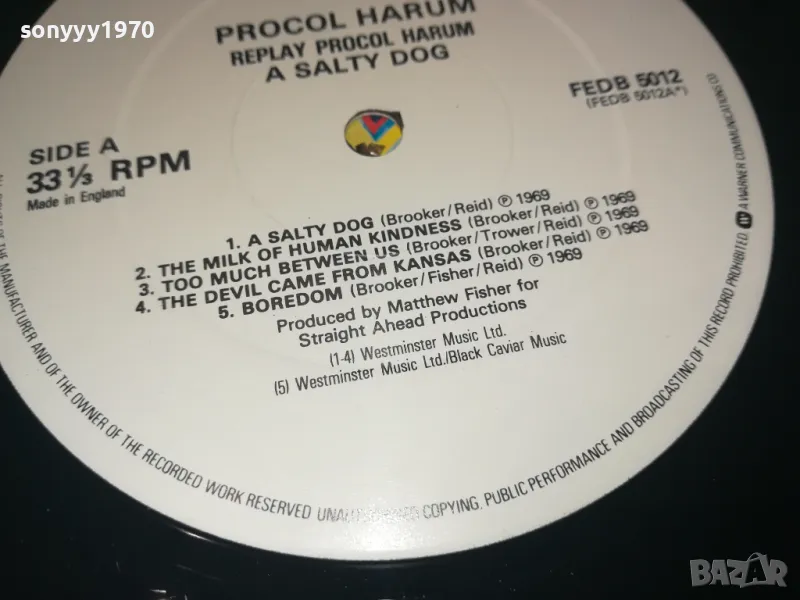 sonyyy1970
PROCOL HARUM
REPLAY PROCOL HARUM
A SALTY DOG
FEDB 5012
(FEDB 5012A*)
SIDE A
33 1/3 RPM
Made in England
1. A SALTY DOG (Brooker/Reid) ℗ 1969
2. THE MILK OF HUMAN KINDNESS (Brooker/Reid) ℗ 1969
3. TOO MUCH BETWEEN US (Brooker/Trower/Reid) ℗ 1969
4. THE DEVIL CAME FROM KANSAS (Brooker/Reid) ℗ 1969
5. BOREDOM (Brooker/Fisher/Reid) ℗ 1969
Produced by Matthew Fisher for
Straight Ahead Productions
(1-4) Westminster Music Ltd.
(5) Westminster Music Ltd./Black Caviar Music
OF THE MANUFACTURER AND OF THE OWNER OF THE RECORDED WORK RESERVED COPYING, PUBLIC PERFORMANCE AND BROADCASTING OF THIS RECORD PROHIBITED. A WARNER COMMUNICATIONS CO
BAZAR